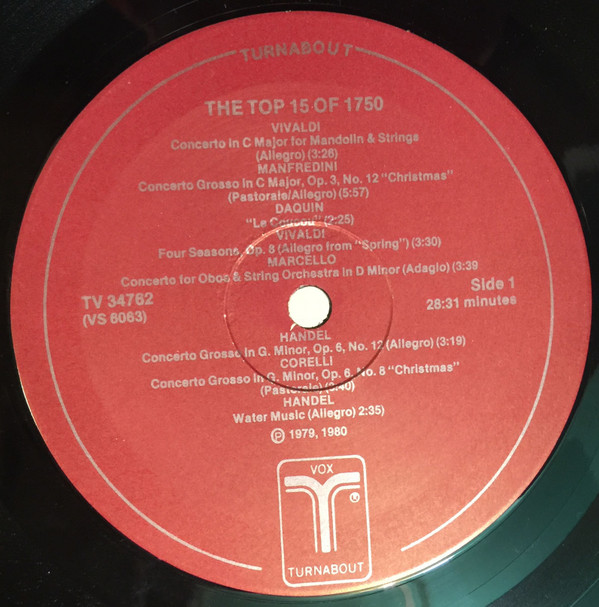 TURNABOUT
THE TOP 15 OF 1750
VIVALDI
Concerto in C Major for Mandolin & Strings
(Allegro) (3:26)
MANFREDINI
Concerto Grosso in C Major, Op. 3, No. 12 "Christmas"
(Pastorale/Allegro) (5:57)
DAQUIN
"Le Coucou" (2:25)
VIVALDI
Four Seasons, Op. 8 (Allegro from "Spring") (3:30)
MARCELLO
Concerto for Oboe & String Orchestra in D Minor (Adagio) (3:39
TV 34762
(VS 6063)
Side 1
28:31 minutes
HANDEL
Concerto Grosso in G. Minor, Op. 6, No. 12 (Allegro) (3:19)
CORELLI
Concerto Grosso in G. Minor, Op. 6, No. 8 "Christmas"
(Pastorale) (3:40)
HANDEL
Water Music (Allegro) 2:35)
℗ 1979, 1980
VOX
®
TURNABOUT